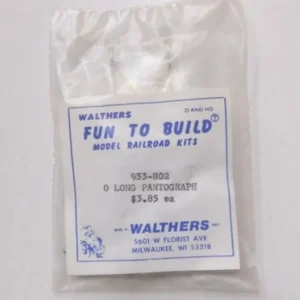 WALTHERS O AND HO
FUN TO BUILD
MODEL RAILROAD KITS
933-802
O LONG PANTOGRAPH
$3.85 ea
WALTHERS
5601 W FLORIST AVE
MILWAUKEE, WI 53218